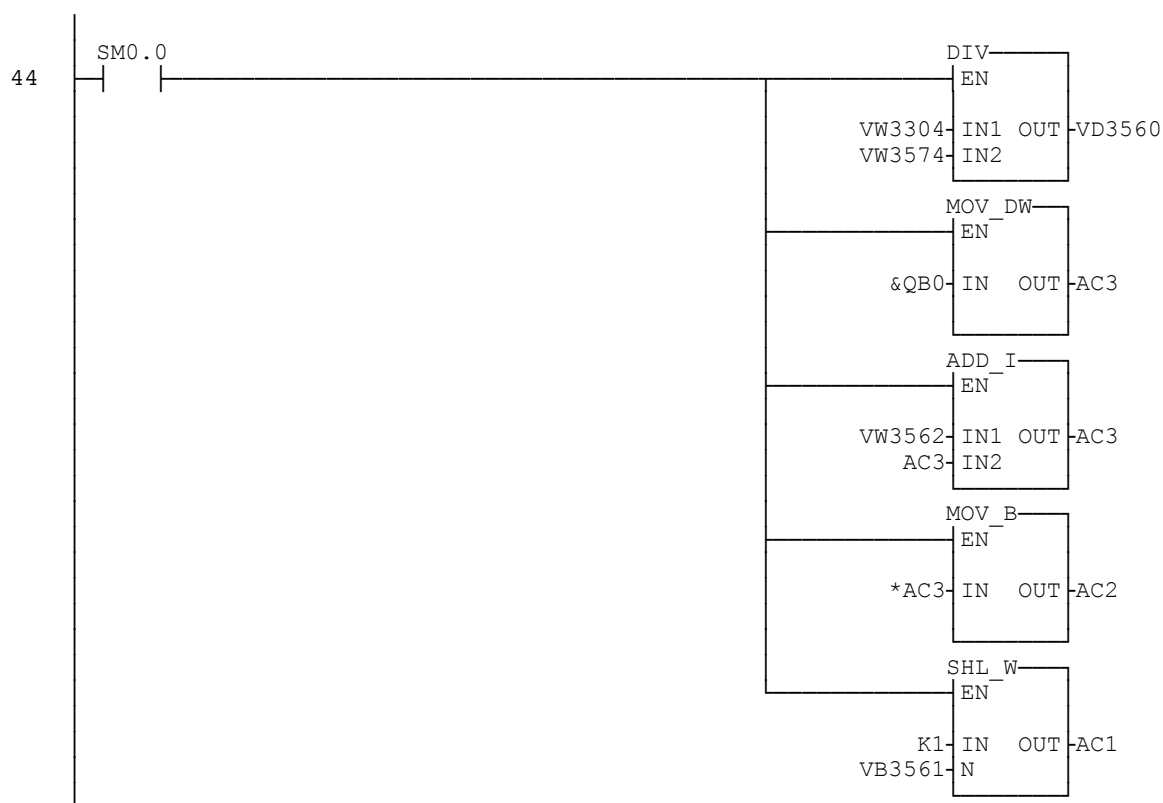 SM0.0 DIV
44 EN
VW3304 IN1 OUT VD3560
VW3574 IN2
MOV_DW
EN
&QB0 IN OUT AC3
ADD_I
EN
VW3562 IN1 OUT AC3
AC3 IN2
MOV_B
EN
*AC3 IN OUT AC2
SHL_W
EN
K1 IN OUT AC1
VB3561 N